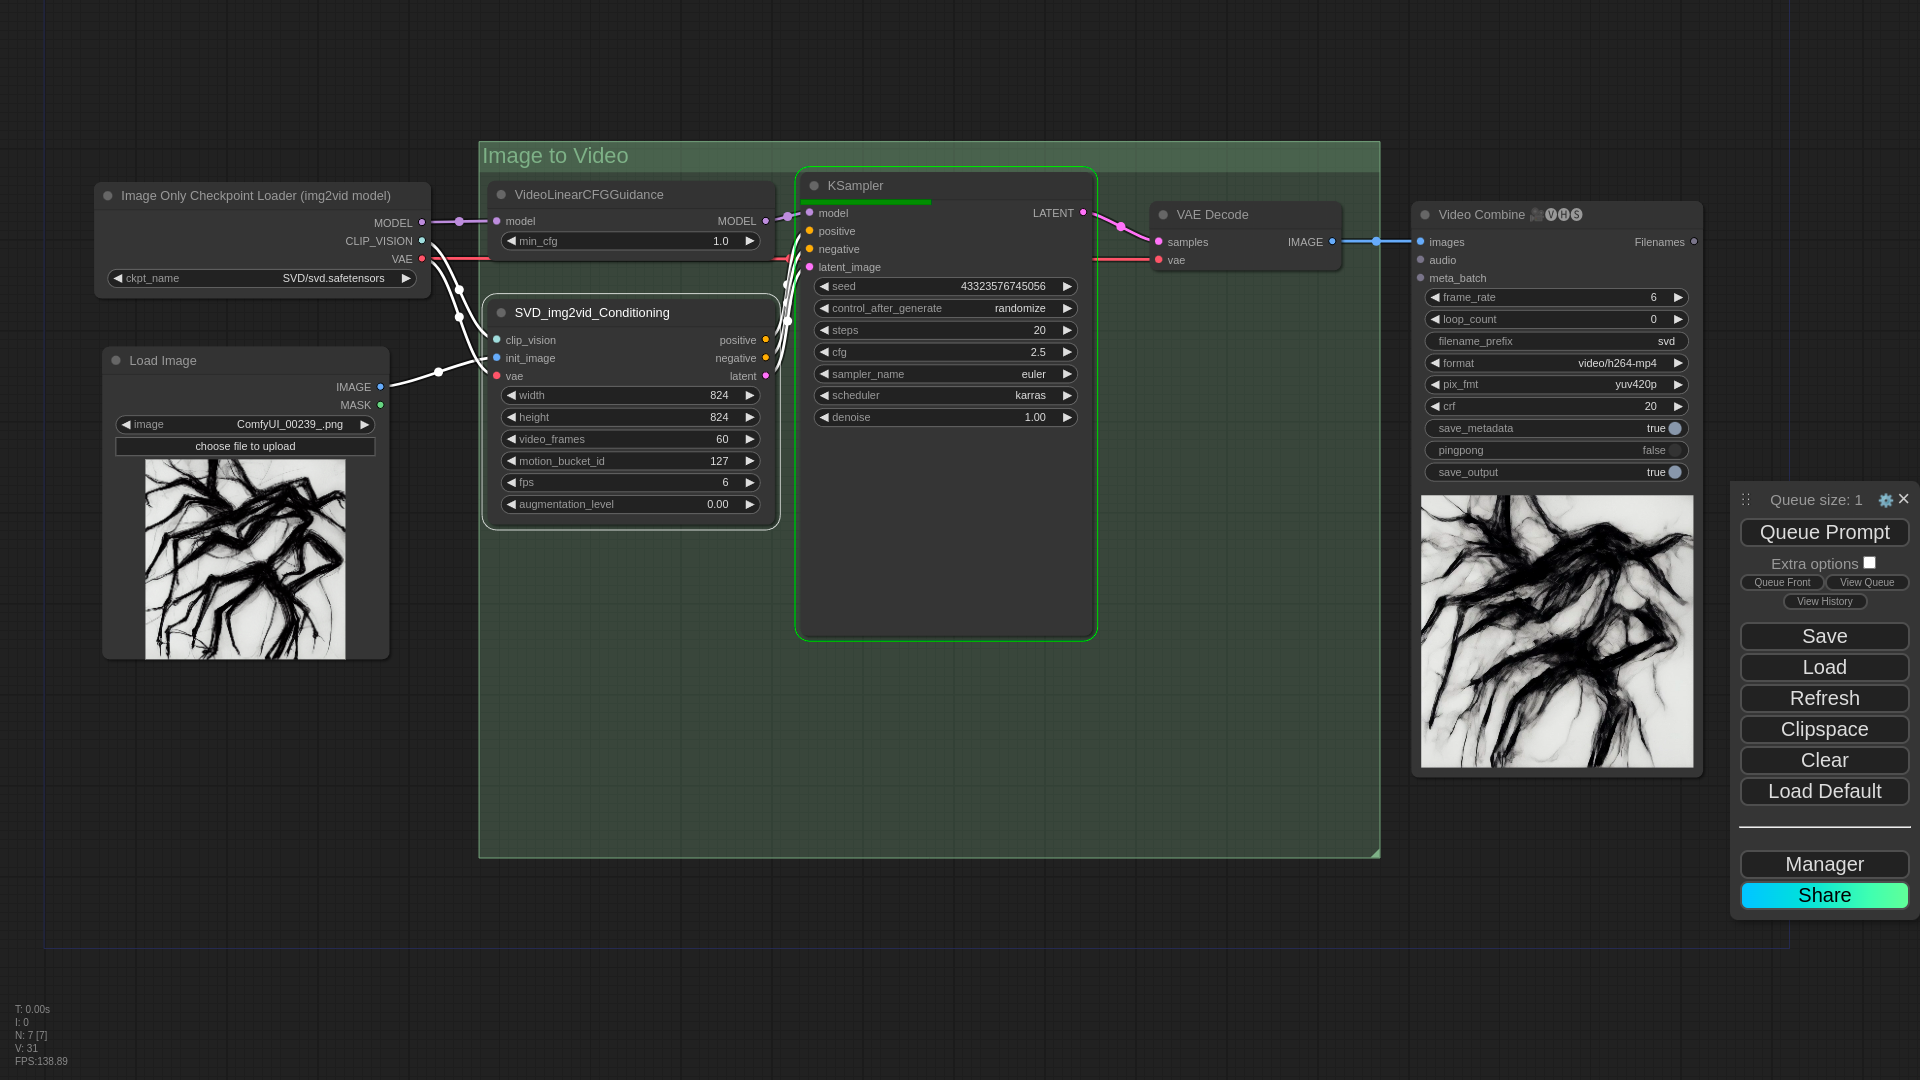 Image to Video
Image Only Checkpoint Loader (img2vid model)
MODEL
CLIP_VISION
VAE
ckpt_name SVD/svd.safetensors
Load Image
IMAGE
MASK
image ComfyUI_00239_.png
choose file to upload
VideoLinearCFGGuidance
model MODEL
min_cfg 1.0
SVD_img2vid_Conditioning
clip_vision positive
init_image negative
vae latent
width 824
height 824
video_frames 60
motion_bucket_id 127
fps 6
augmentation_level 0.00
KSampler
model LATENT
positive
negative
latent_image
seed 43323576745056
control_after_generate randomize
steps 20
cfg 2.5
sampler_name euler
scheduler karras
denoise 1.00
VAE Decode
samples IMAGE
vae
Video Combine 🎥🅥🅗🅢
images Filenames
audio
meta_batch
frame_rate 6
loop_count 0
filename_prefix svd
format video/h264-mp4
pix_fmt yuv420p
crf 20
save_metadata true
pingpong false
save_output true
Queue size: 1
Queue Prompt
Extra options
Queue Front View Queue
View History
Save
Load
Refresh
Clipspace
Clear
Load Default
Manager
Share
T: 0.00s
I: 0
N: 7 [7]
V: 31
FPS:138.89